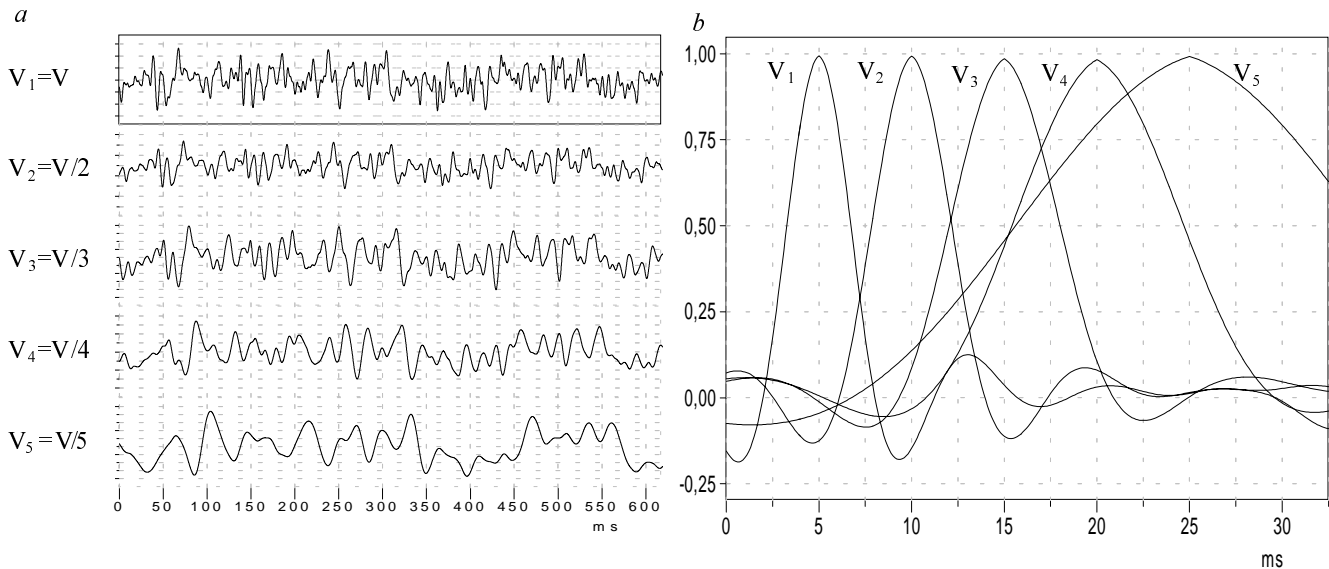 a
V₁=V
V₂=V/2
V₃=V/3
V₄=V/4
V₅=V/5
0 50 100 150 200 250 300 350 400 450 500 550 600
ms
b
V₁ V₂ V₃ V₄ V₅
1,00
0,75
0,50
0,25
0,00
-0,25
0 5 10 15 20 25 30
ms